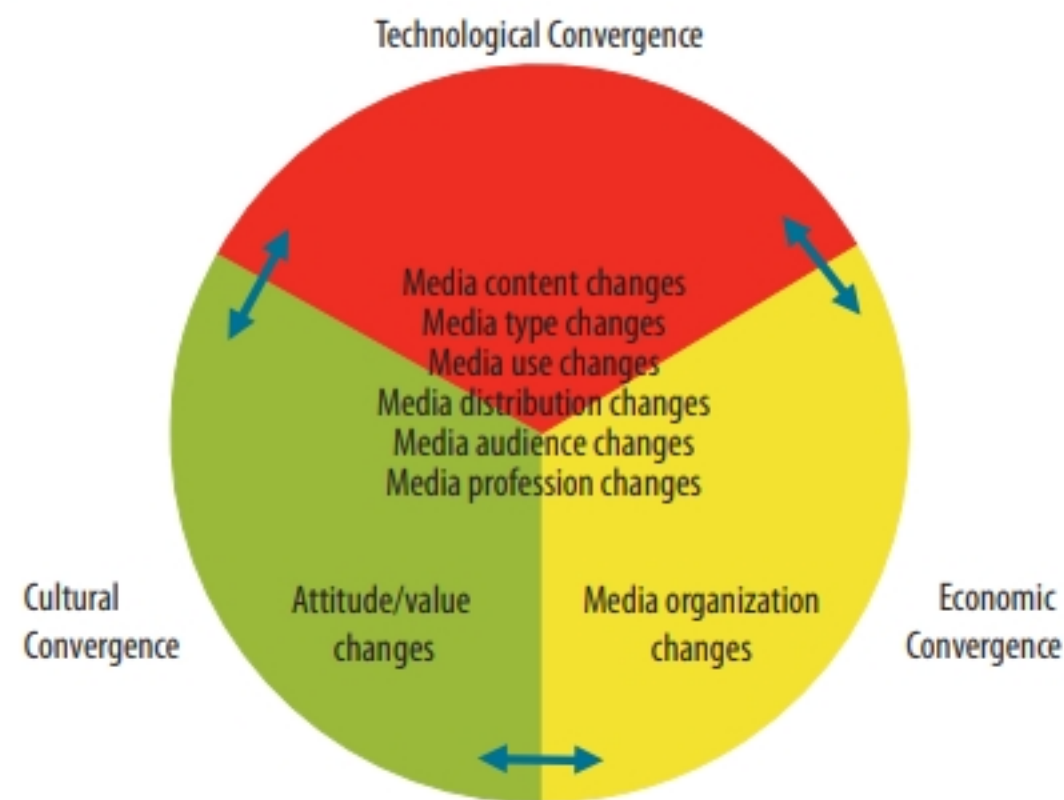 Technological Convergence
Media content changes
Media type changes
Media use changes
Media distribution changes
Media audience changes
Media profession changes
Cultural
Convergence
Attitude/value
changes
Media organization
changes
Economic
Convergence